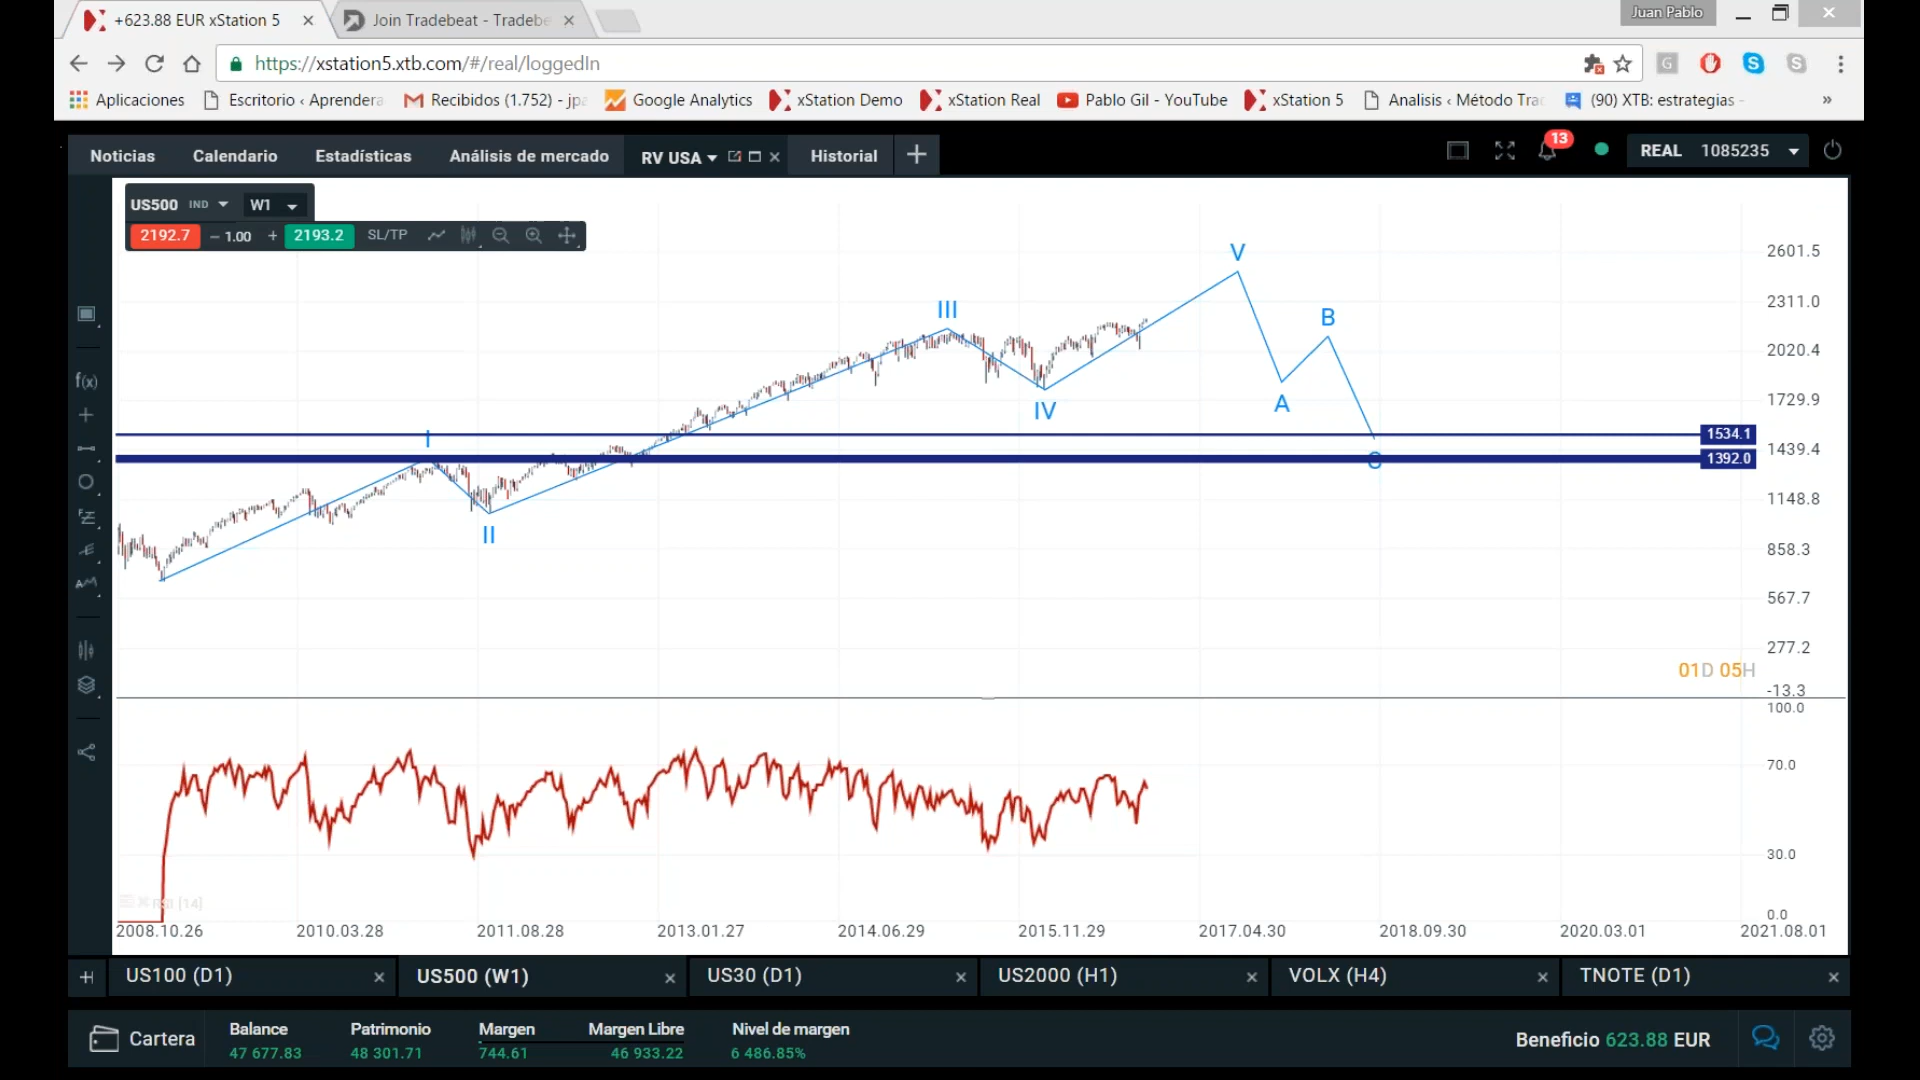 +623.88 EUR xStation 5
Join Tradebeat - Tradebe
Juan Pablo
https://xstation5.xtb.com/#/real/loggedIn
Aplicaciones
Escritorio ‹ Aprendera
Recibidos (1.752) - jpa
Google Analytics
xStation Demo
xStation Real
Pablo Gil - YouTube
xStation 5
Analisis ‹ Método Trac
(90) XTB: estrategias -
»
Noticias
Calendario
Estadísticas
Análisis de mercado
RV USA
Historial
13
REAL 1085235
US500 IND W1
2192.7 – 1.00 + 2193.2 SL/TP
f(x)
V
2601.5
III
B
2311.0
2020.4
IV
A
1729.9
I
1534.1
1439.4
C
1392.0
1148.8
II
858.3
567.7
277.2
01D 05H
-13.3
100.0
70.0
30.0
RSI [14]
0.0
2008.10.26
2010.03.28
2011.08.28
2013.01.27
2014.06.29
2015.11.29
2017.04.30
2018.09.30
2020.03.01
2021.08.01
US100 (D1)
US500 (W1)
US30 (D1)
US2000 (H1)
VOLX (H4)
TNOTE (D1)
Cartera
Balance
Patrimonio
Margen
Margen Libre
Nivel de margen
47 677.83
48 301.71
744.61
46 933.22
6 486.85%
Beneficio 623.88 EUR